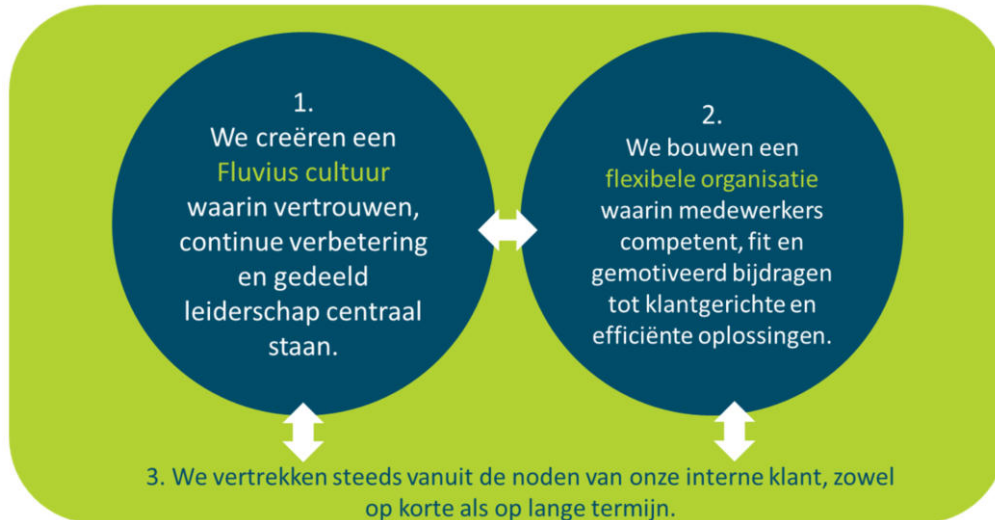 1.
We creëren een
Fluvius cultuur
waarin vertrouwen,
continue verbetering
en gedeeld
leiderschap centraal
staan.
2.
We bouwen een
flexibele organisatie
waarin medewerkers
competent, fit en
gemotiveerd bijdragen
tot klantgerichte en
efficiënte oplossingen.
3. We vertrekken steeds vanuit de noden van onze interne klant, zowel
op korte als op lange termijn.